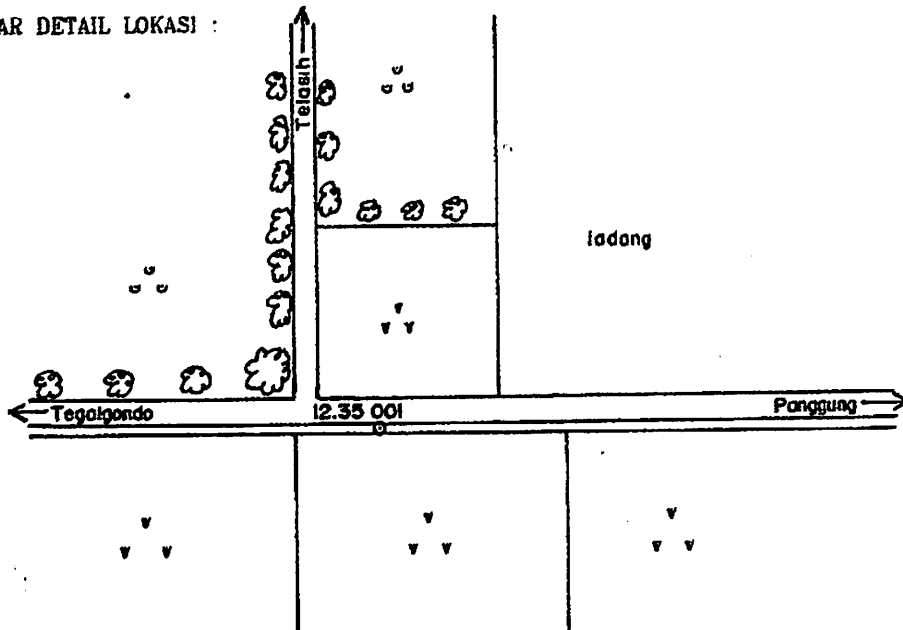 AR DETAIL LOKASI :
Telasih
ladang
Tegalgondo
12.35 001
Panggung